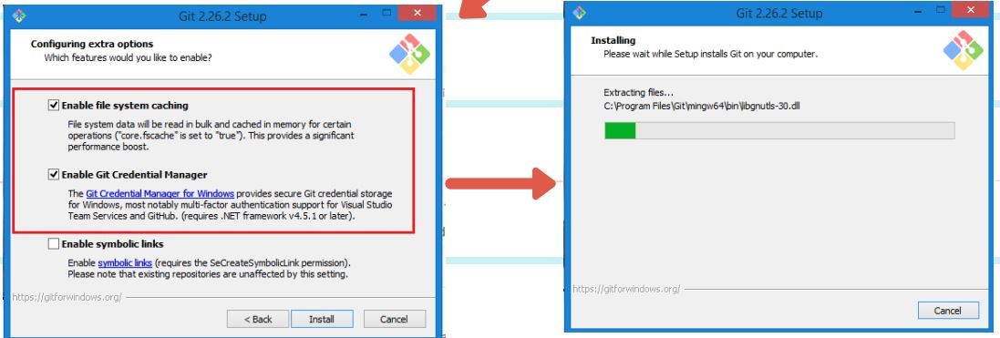 Git 2.26.2 Setup
Configuring extra options
Which features would you like to enable?
Enable file system caching
File system data will be read in bulk and cached in memory for certain
operations ("core.fscache" is set to "true"). This provides a significant
performance boost.
Enable Git Credential Manager
The Git Credential Manager for Windows provides secure Git credential storage
for Windows, most notably multi-factor authentication support for Visual Studio
Team Services and GitHub. (requires .NET framework v4.5.1 or later).
Enable symbolic links
Enable symbolic links (requires the SeCreateSymbolicLink permission).
Please note that existing repositories are unaffected by this setting.
https://gitforwindows.org/
< Back
Install
Cancel
Git 2.26.2 Setup
Installing
Please wait while Setup installs Git on your computer.
Extracting files...
C:\Program Files\Git\mingw64\bin\libgnutls-30.dll
https://gitforwindows.org/
Cancel